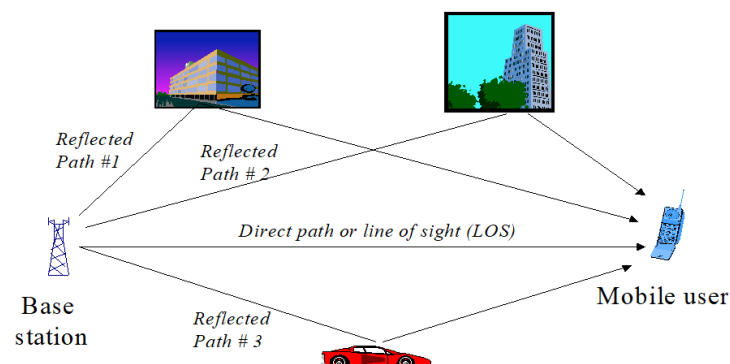 Reflected
Path #1
Reflected
Path # 2
Direct path or line of sight (LOS)
Base
station
Mobile user
Reflected
Path # 3